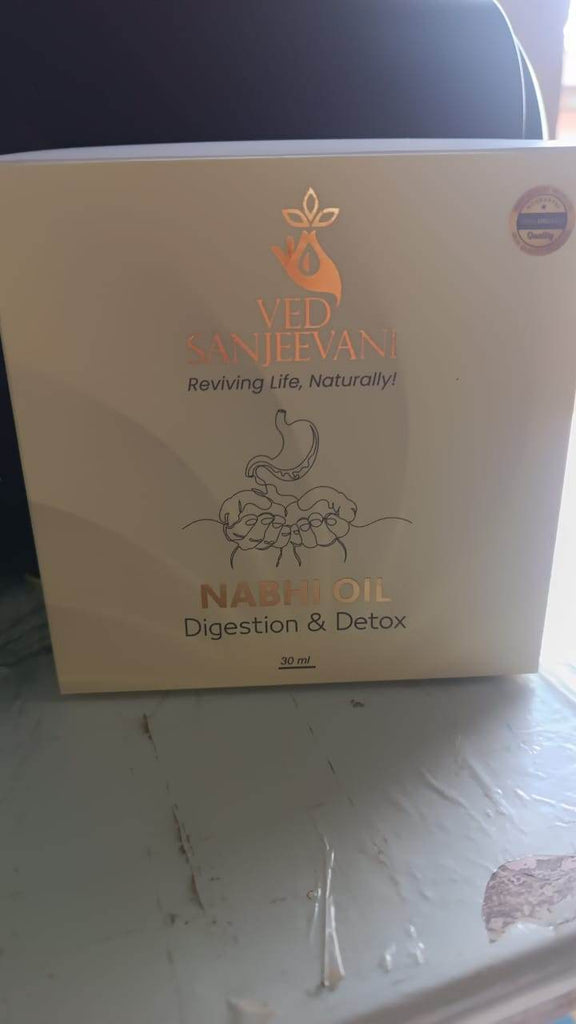 VED
SANJEEVANI
Reviving Life, Naturally!
NABHI OIL
Digestion & Detox
30 ml
Quality